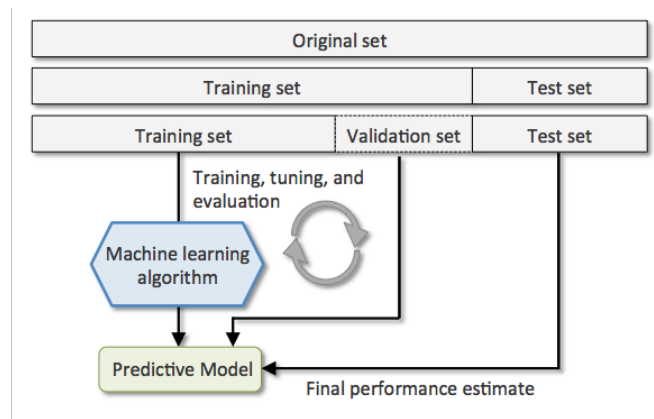 Original set
Training set
Test set
Training set
Validation set
Test set
Training, tuning, and
evaluation
Machine learning
algorithm
Predictive Model
Final performance estimate